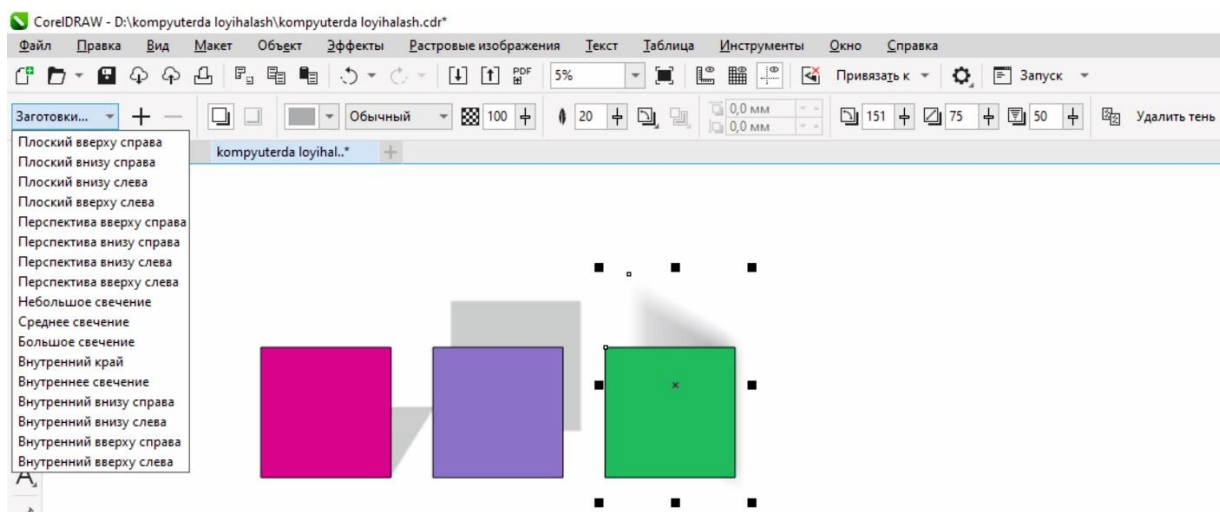 CorelDRAW - D:\kompyuterda loyihalash\kompyuterda loyihalash.cdr*
Файл Правка Вид Макет Объект Эффекты Растровые изображения Текст Таблица Инструменты Окно Справка
PDF 5% Привязать к Запуск
Заготовки... Обычный 100 20 0,0 мм 151 75 50 Удалить тень
0,0 мм
kompyuterda loyihal..*
Плоский вверху справа
Плоский внизу справа
Плоский внизу слева
Плоский вверху слева
Перспектива вверху справа
Перспектива внизу справа
Перспектива внизу слева
Перспектива вверху слева
Небольшое свечение
Среднее свечение
Большое свечение
Внутренний край
Внутреннее свечение
Внутренний внизу справа
Внутренний внизу слева
Внутренний вверху справа
Внутренний вверху слева
A